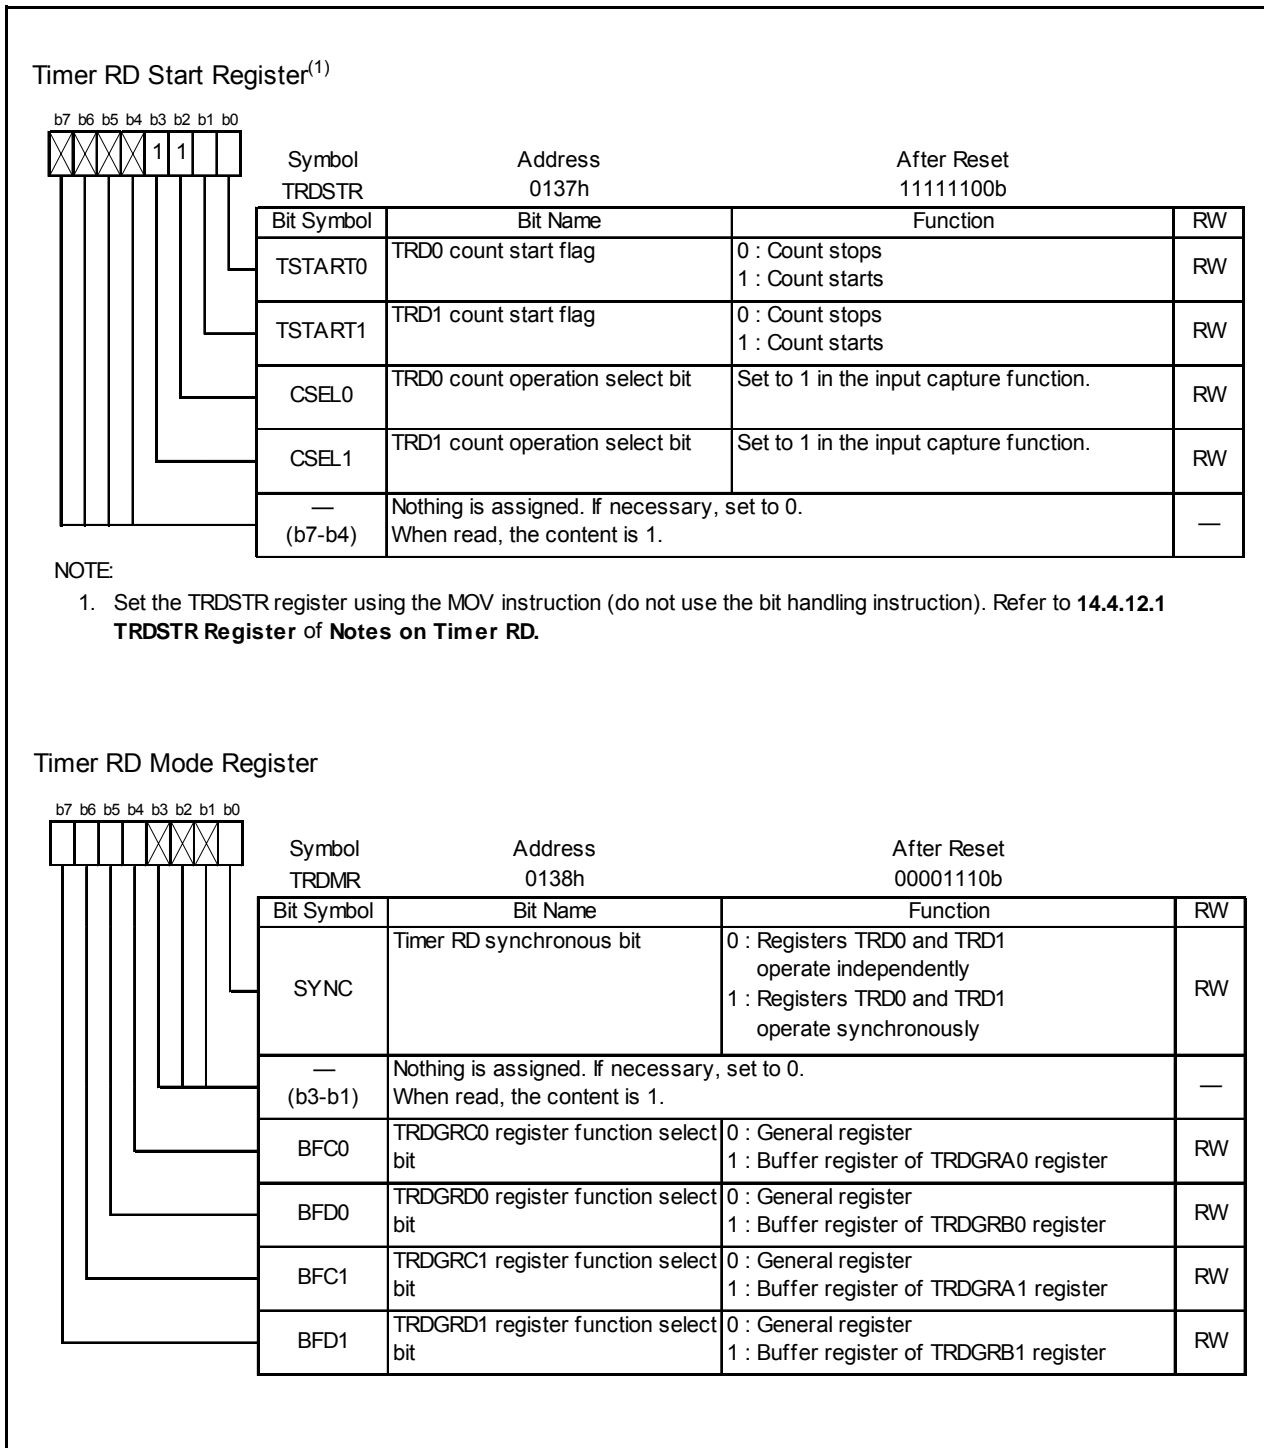 Timer RD Start Register(1)
b7 b6 b5 b4 b3 b2 b1 b0
1 1
Symbol Address After Reset
TRDSTR 0137h 11111100b
Bit Symbol Bit Name Function RW
TSTART0 TRD0 count start flag 0 : Count stops RW
1 : Count starts
TSTART1 TRD1 count start flag 0 : Count stops RW
1 : Count starts
CSEL0 TRD0 count operation select bit Set to 1 in the input capture function. RW
CSEL1 TRD1 count operation select bit Set to 1 in the input capture function. RW
— Nothing is assigned. If necessary, set to 0. —
(b7-b4) When read, the content is 1.
NOTE:
1. Set the TRDSTR register using the MOV instruction (do not use the bit handling instruction). Refer to 14.4.12.1
TRDSTR Register of Notes on Timer RD.
Timer RD Mode Register
b7 b6 b5 b4 b3 b2 b1 b0
Symbol Address After Reset
TRDMR 0138h 00001110b
Bit Symbol Bit Name Function RW
SYNC Timer RD synchronous bit 0 : Registers TRD0 and TRD1 RW
operate independently
1 : Registers TRD0 and TRD1
operate synchronously
— Nothing is assigned. If necessary, set to 0. —
(b3-b1) When read, the content is 1.
BFC0 TRDGRC0 register function select 0 : General register RW
bit 1 : Buffer register of TRDGRA0 register
BFD0 TRDGRD0 register function select 0 : General register RW
bit 1 : Buffer register of TRDGRB0 register
BFC1 TRDGRC1 register function select 0 : General register RW
bit 1 : Buffer register of TRDGRA1 register
BFD1 TRDGRD1 register function select 0 : General register RW
bit 1 : Buffer register of TRDGRB1 register